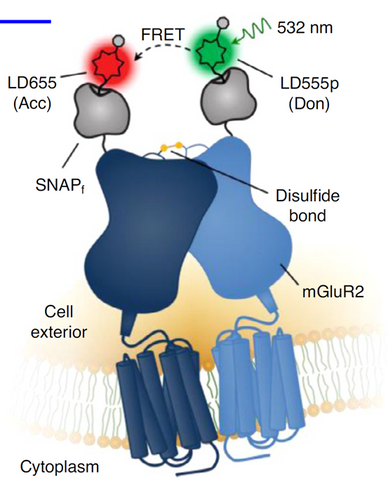 FRET
532 nm
LD655
(Acc)
LD555p
(Don)
SNAPf
Disulfide
bond
mGluR2
Cell
exterior
Cytoplasm